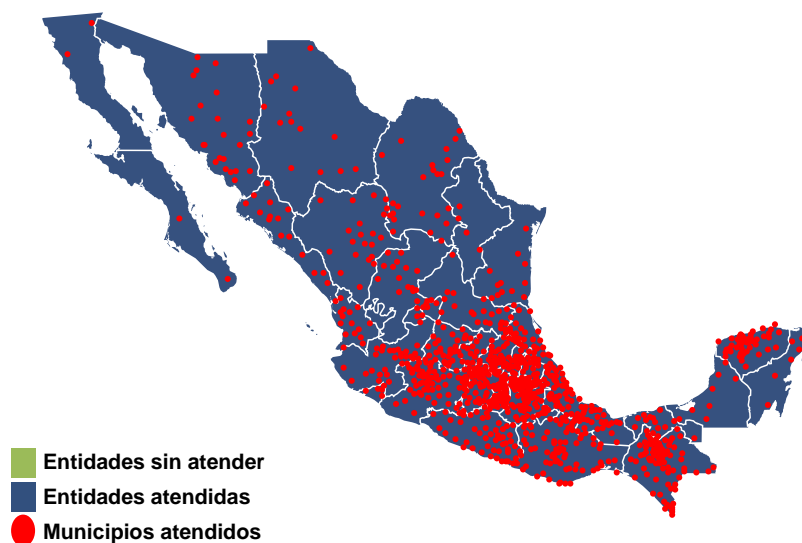 Entidades sin atender
Entidades atendidas
Municipios atendidos